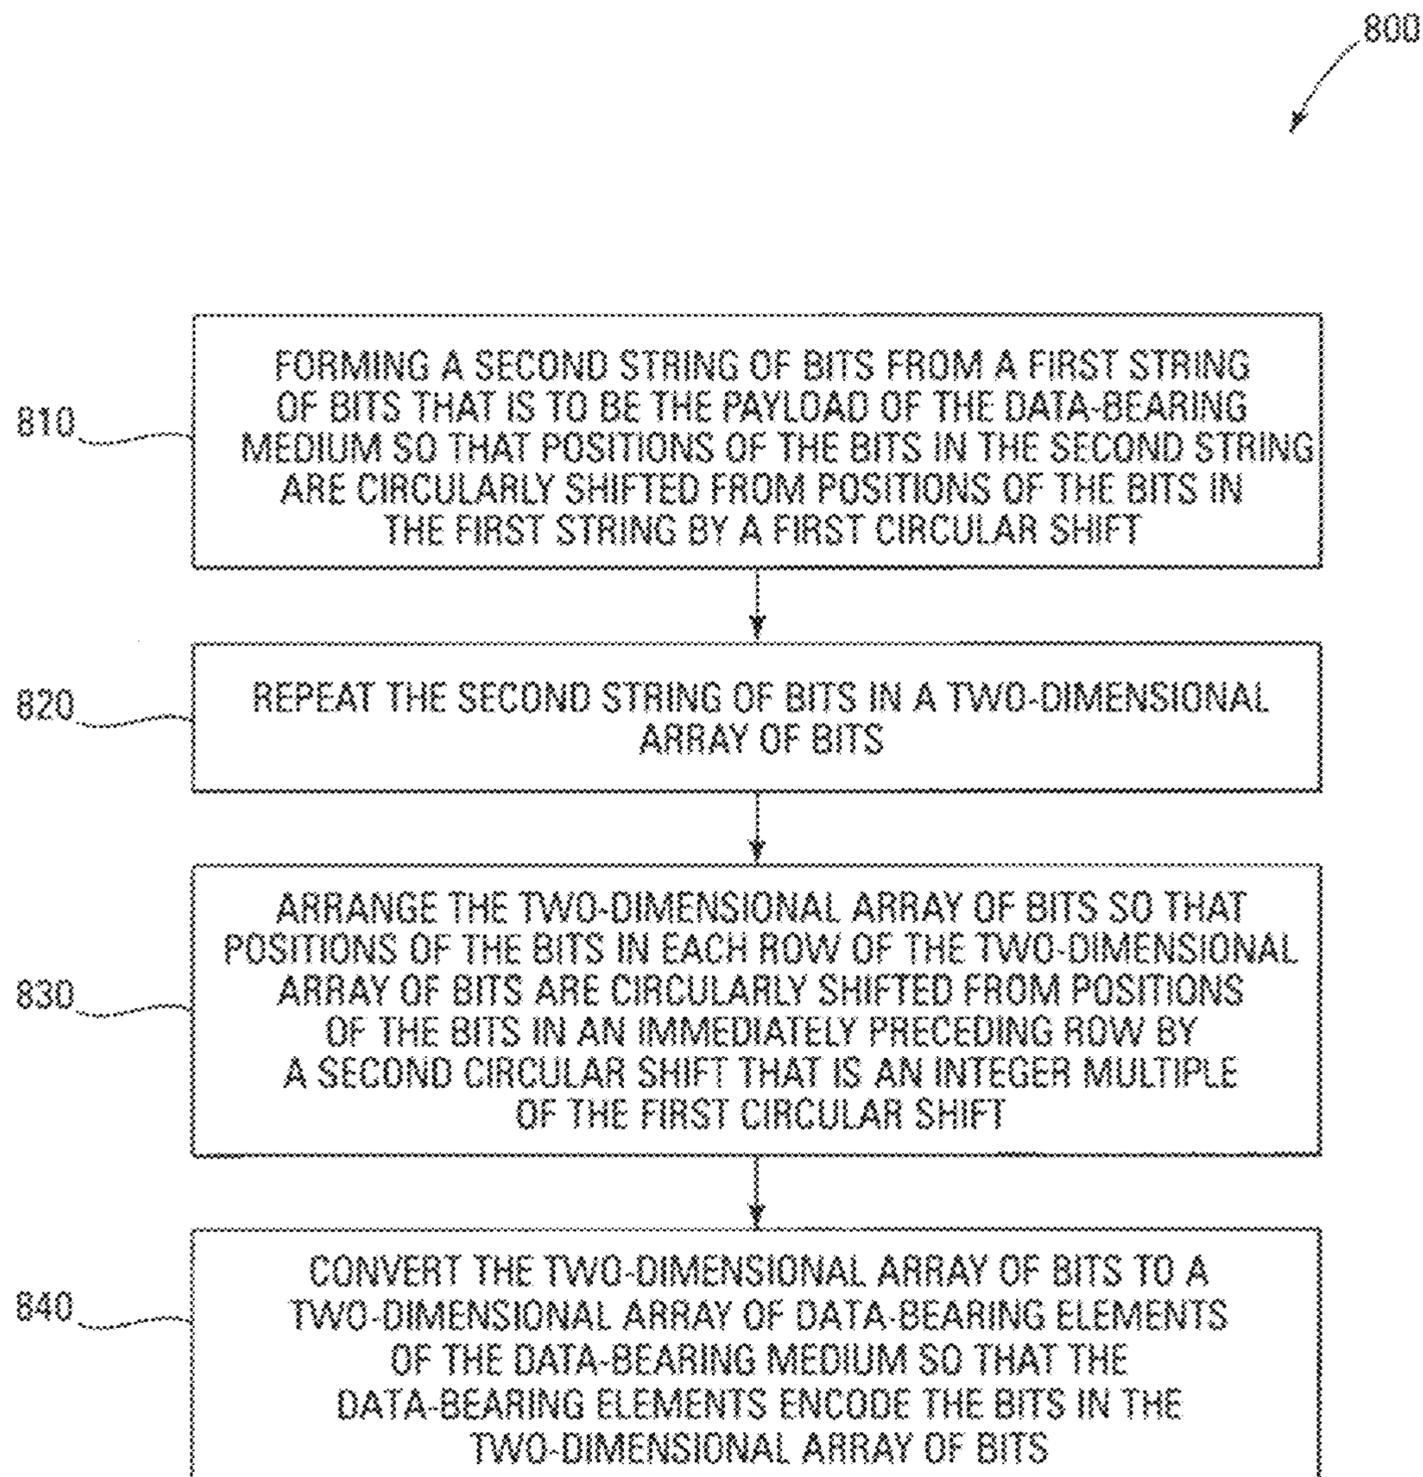 800
810
FORMING A SECOND STRING OF BITS FROM A FIRST STRING
OF BITS THAT IS TO BE THE PAYLOAD OF THE DATA-BEARING
MEDIUM SO THAT POSITIONS OF THE BITS IN THE SECOND STRING
ARE CIRCULARLY SHIFTED FROM POSITIONS OF THE BITS IN
THE FIRST STRING BY A FIRST CIRCULAR SHIFT
820
REPEAT THE SECOND STRING OF BITS IN A TWO-DIMENSIONAL
ARRAY OF BITS
830
ARRANGE THE TWO-DIMENSIONAL ARRAY OF BITS SO THAT
POSITIONS OF THE BITS IN EACH ROW OF THE TWO-DIMENSIONAL
ARRAY OF BITS ARE CIRCULARLY SHIFTED FROM POSITIONS
OF THE BITS IN AN IMMEDIATELY PRECEDING ROW BY
A SECOND CIRCULAR SHIFT THAT IS AN INTEGER MULTIPLE
OF THE FIRST CIRCULAR SHIFT
840
CONVERT THE TWO-DIMENSIONAL ARRAY OF BITS TO A
TWO-DIMENSIONAL ARRAY OF DATA-BEARING ELEMENTS
OF THE DATA-BEARING MEDIUM SO THAT THE
DATA-BEARING ELEMENTS ENCODE THE BITS IN THE
TWO-DIMENSIONAL ARRAY OF BITS